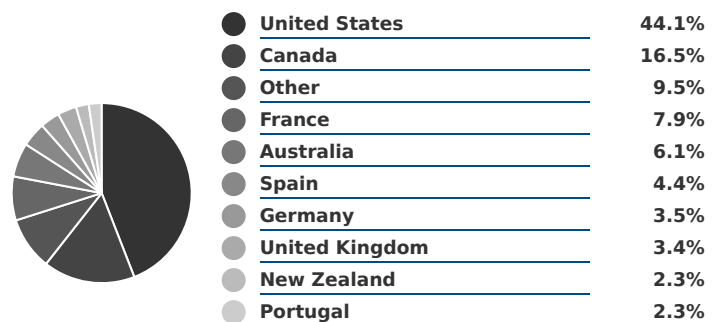 United States 44.1%
Canada 16.5%
Other 9.5%
France 7.9%
Australia 6.1%
Spain 4.4%
Germany 3.5%
United Kingdom 3.4%
New Zealand 2.3%
Portugal 2.3%